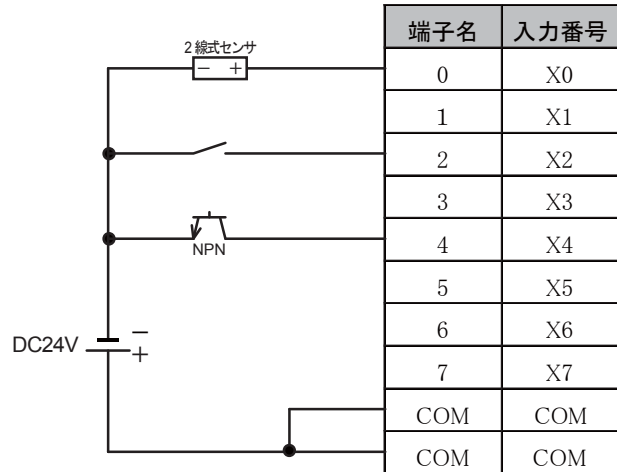 端子名 入力番号
2線式センサ
− +
0 X0
1 X1
2 X2
3 X3
NPN
4 X4
5 X5
6 X6
DC24V − +
7 X7
COM COM
COM COM